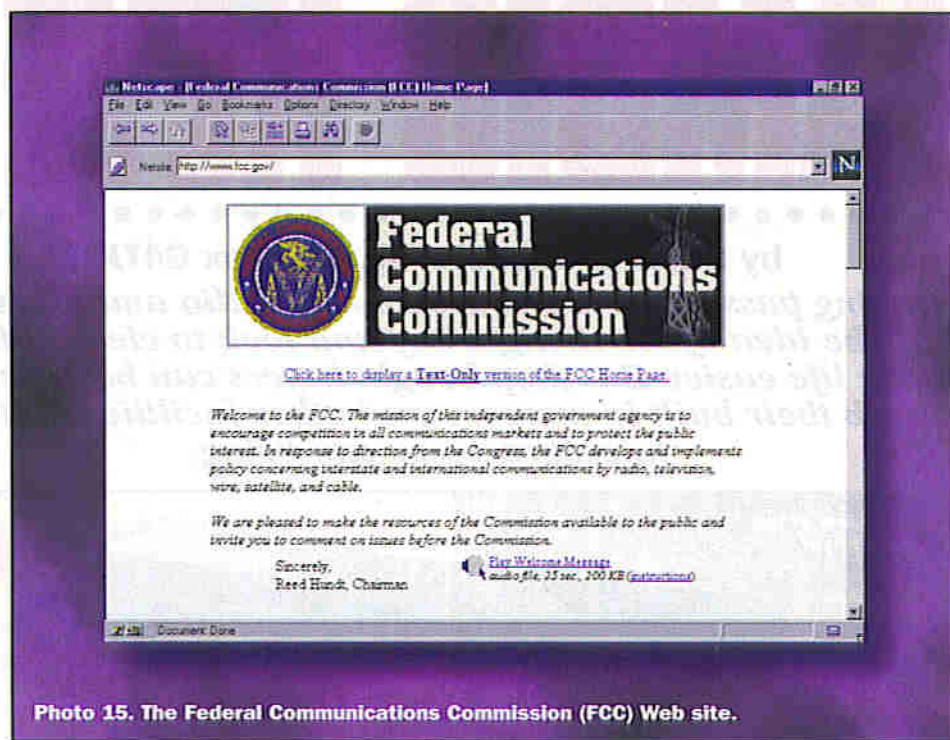 Netscape - [Federal Communications Commission (FCC) Home Page]
File Edit View Go Bookmarks Options Directory Window Help
Netsite: http://www.fcc.gov/
N
Federal
Communications
Commission
Click here to display a Text-Only version of the FCC Home Page.
Welcome to the FCC. The mission of this independent government agency is to
encourage competition in all communications markets and to protect the public
interest. In response to direction from the Congress, the FCC develops and implements
policy concerning interstate and international communications by radio, television,
wire, satellite, and cable.
We are pleased to make the resources of the Commission available to the public and
invite you to comment on issues before the Commission.
Sincerely,
Reed Hundt, Chairman
Play Welcome Message
audio file, 25 sec., 200 KB (instructions)
Document: Done
Photo 15. The Federal Communications Commission (FCC) Web site.